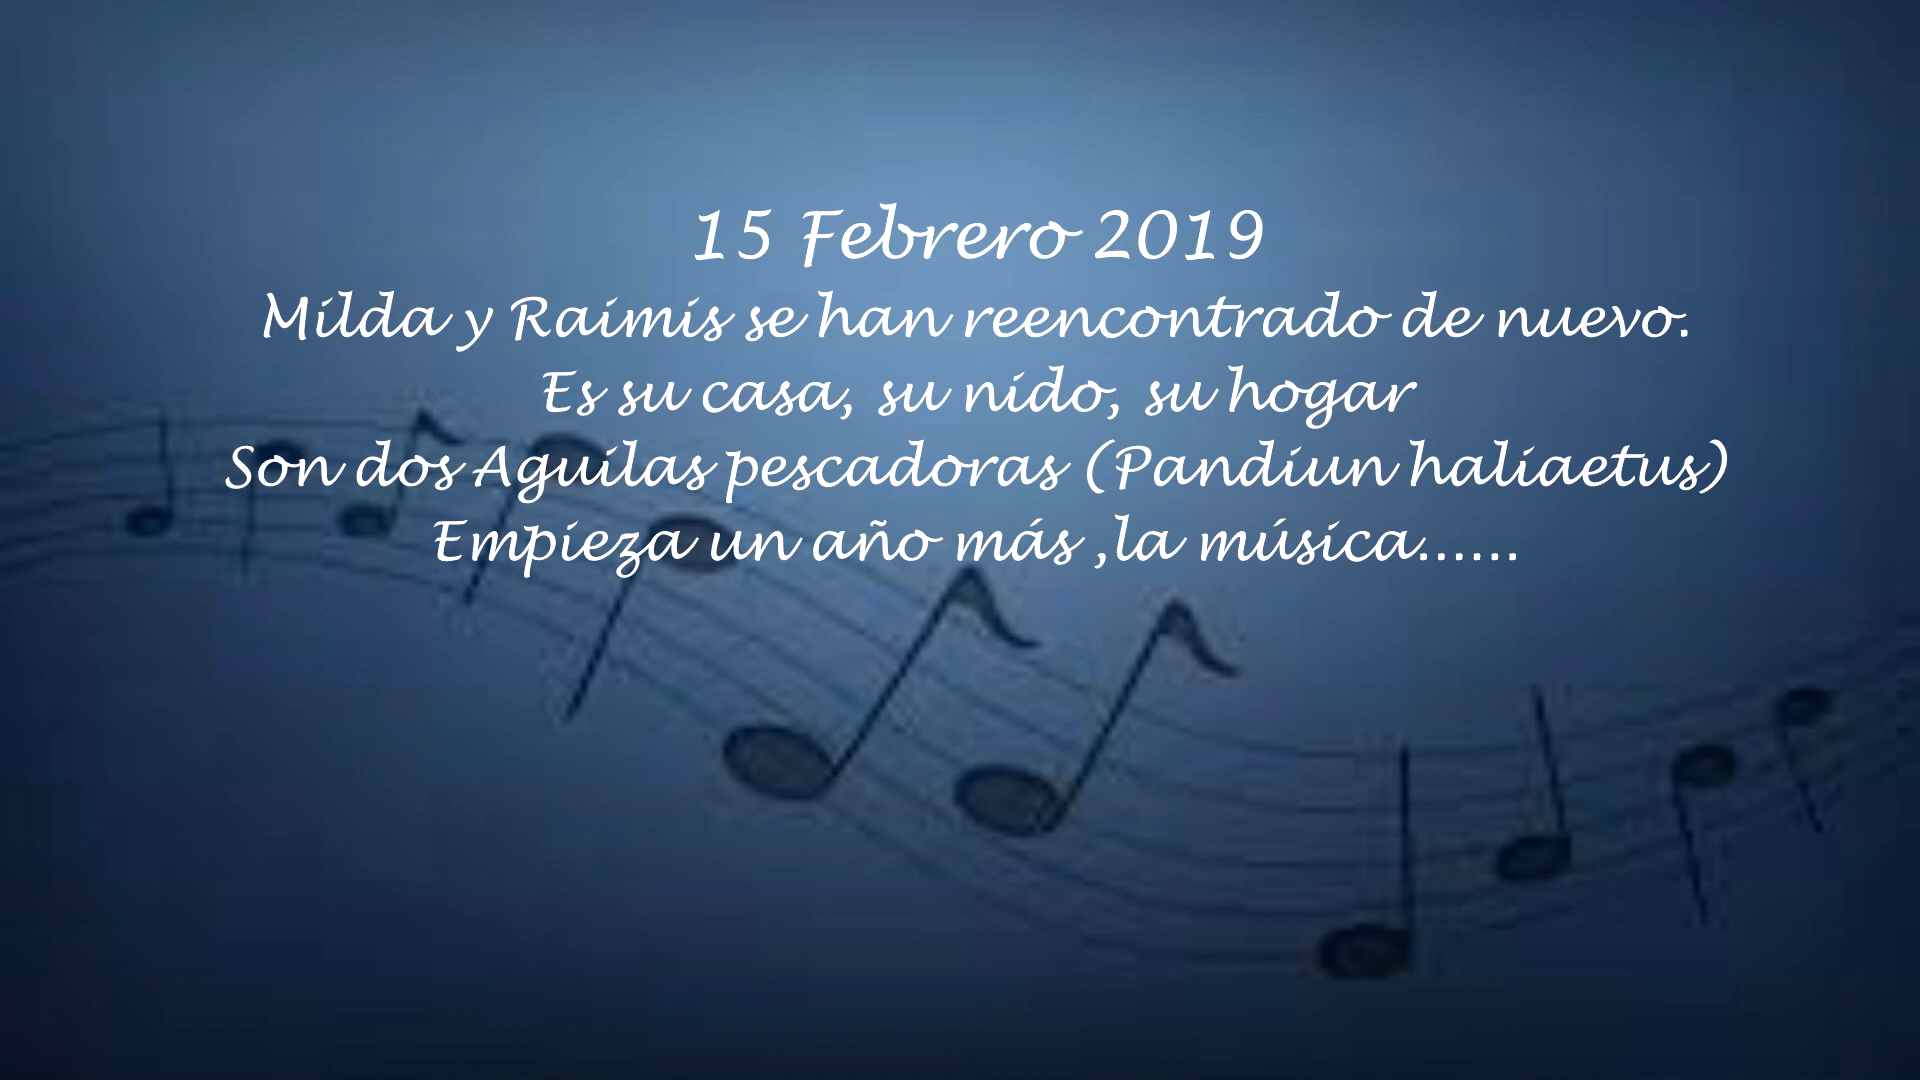 15 Febrero 2019
Milda y Raimis se han reencontrado de nuevo.
Es su casa, su nido, su hogar
Son dos Aguilas pescadoras (Pandiun haliaetus)
Empieza un año más ,la música......